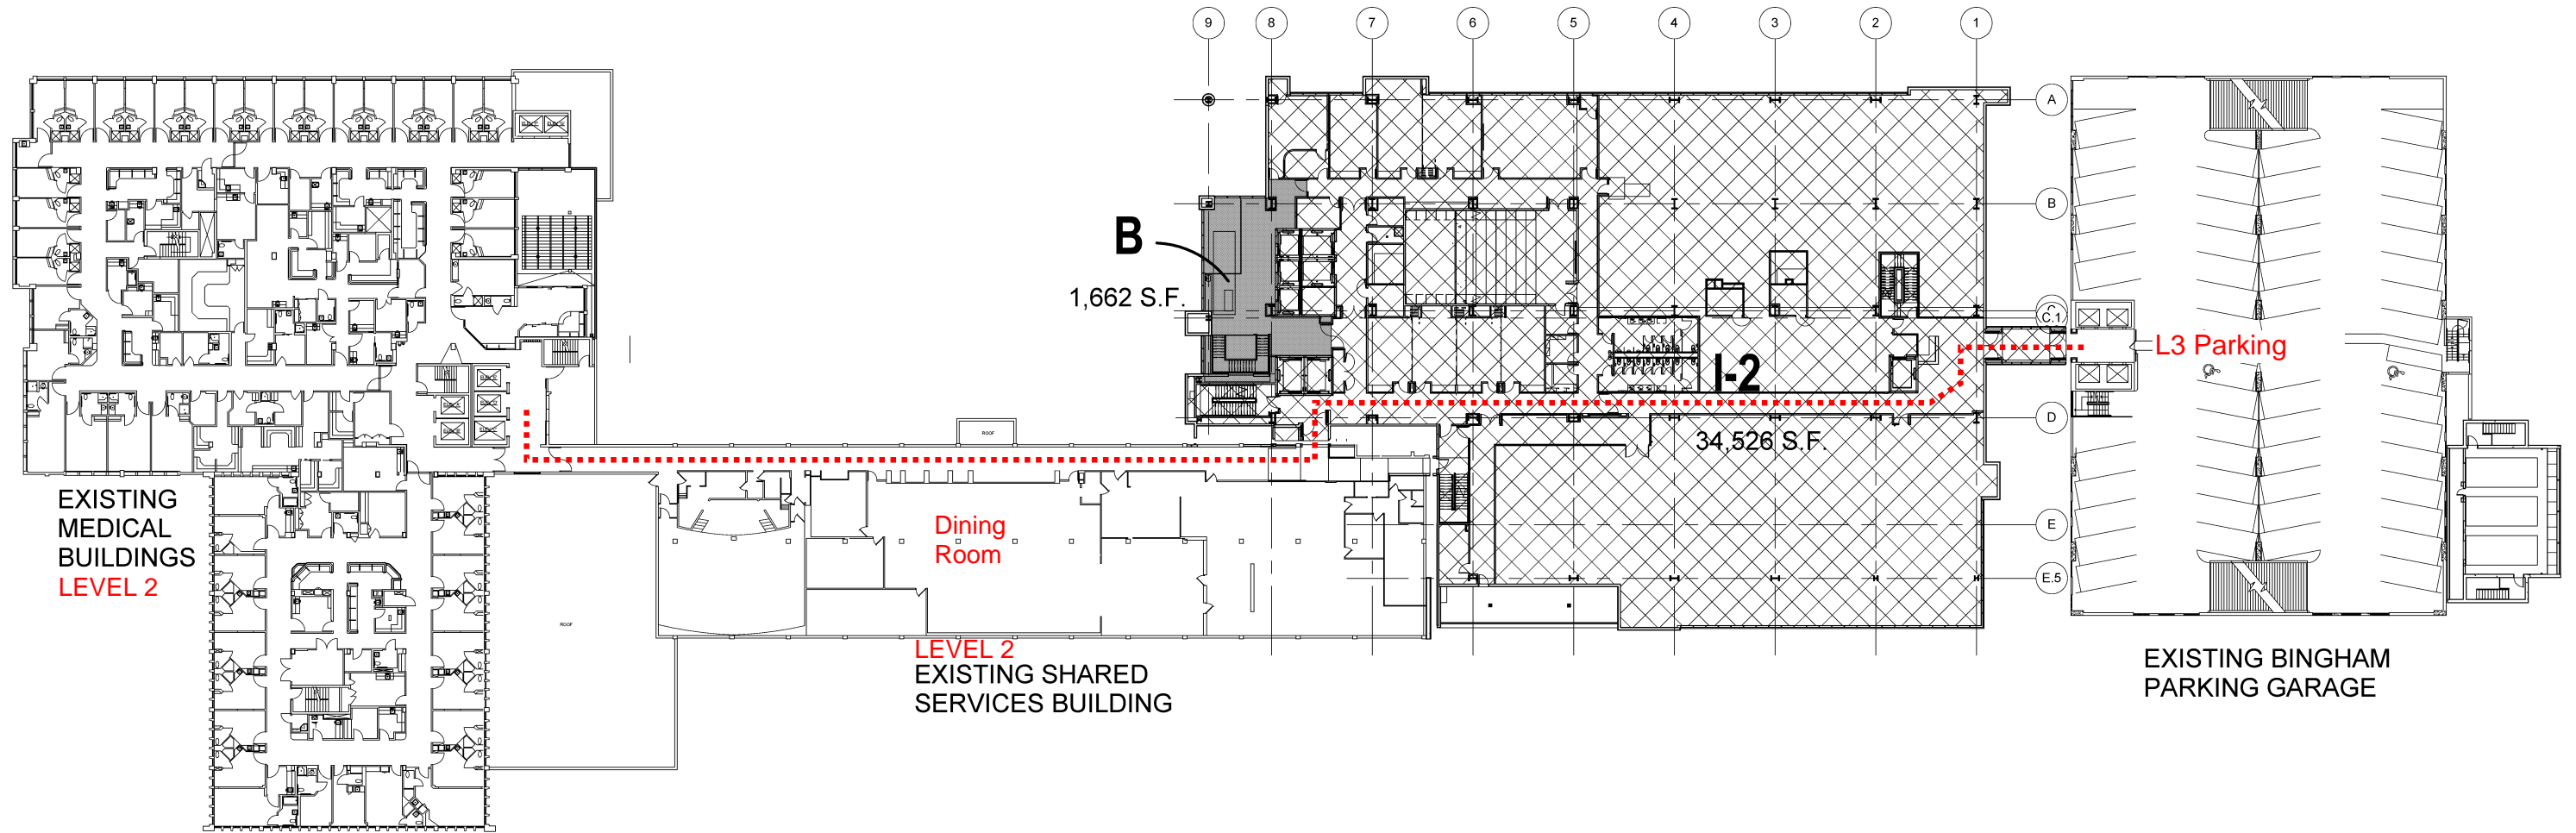 9 8 7 6 5 4 3 2 1
A
B
B
1,662 S.F.
C
C.1
L3 Parking
I-2
D
34,526 S.F.
ROOF
EXISTING
MEDICAL
BUILDINGS
LEVEL 2
Dining
Room
E
E.5
ROOF
LEVEL 2
EXISTING SHARED
SERVICES BUILDING
EXISTING BINGHAM
PARKING GARAGE